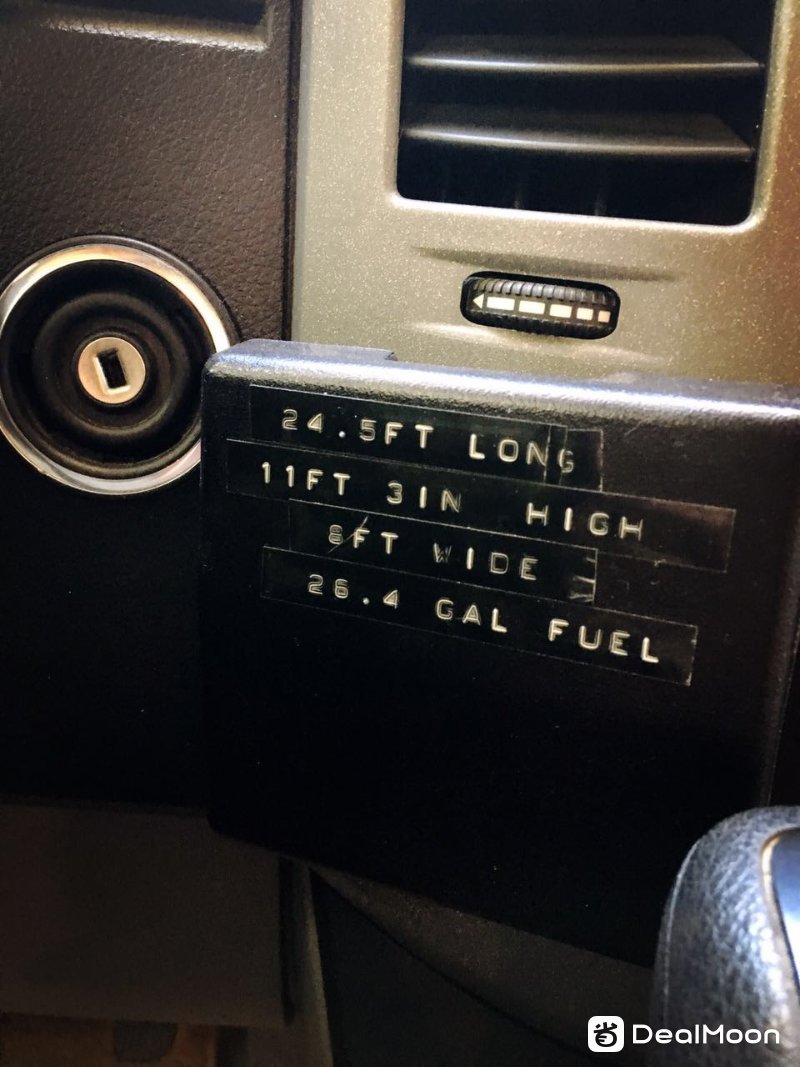 24.5FT LONG
11FT 3IN HIGH
8FT WIDE
26.4 GAL FUEL
DealMoon